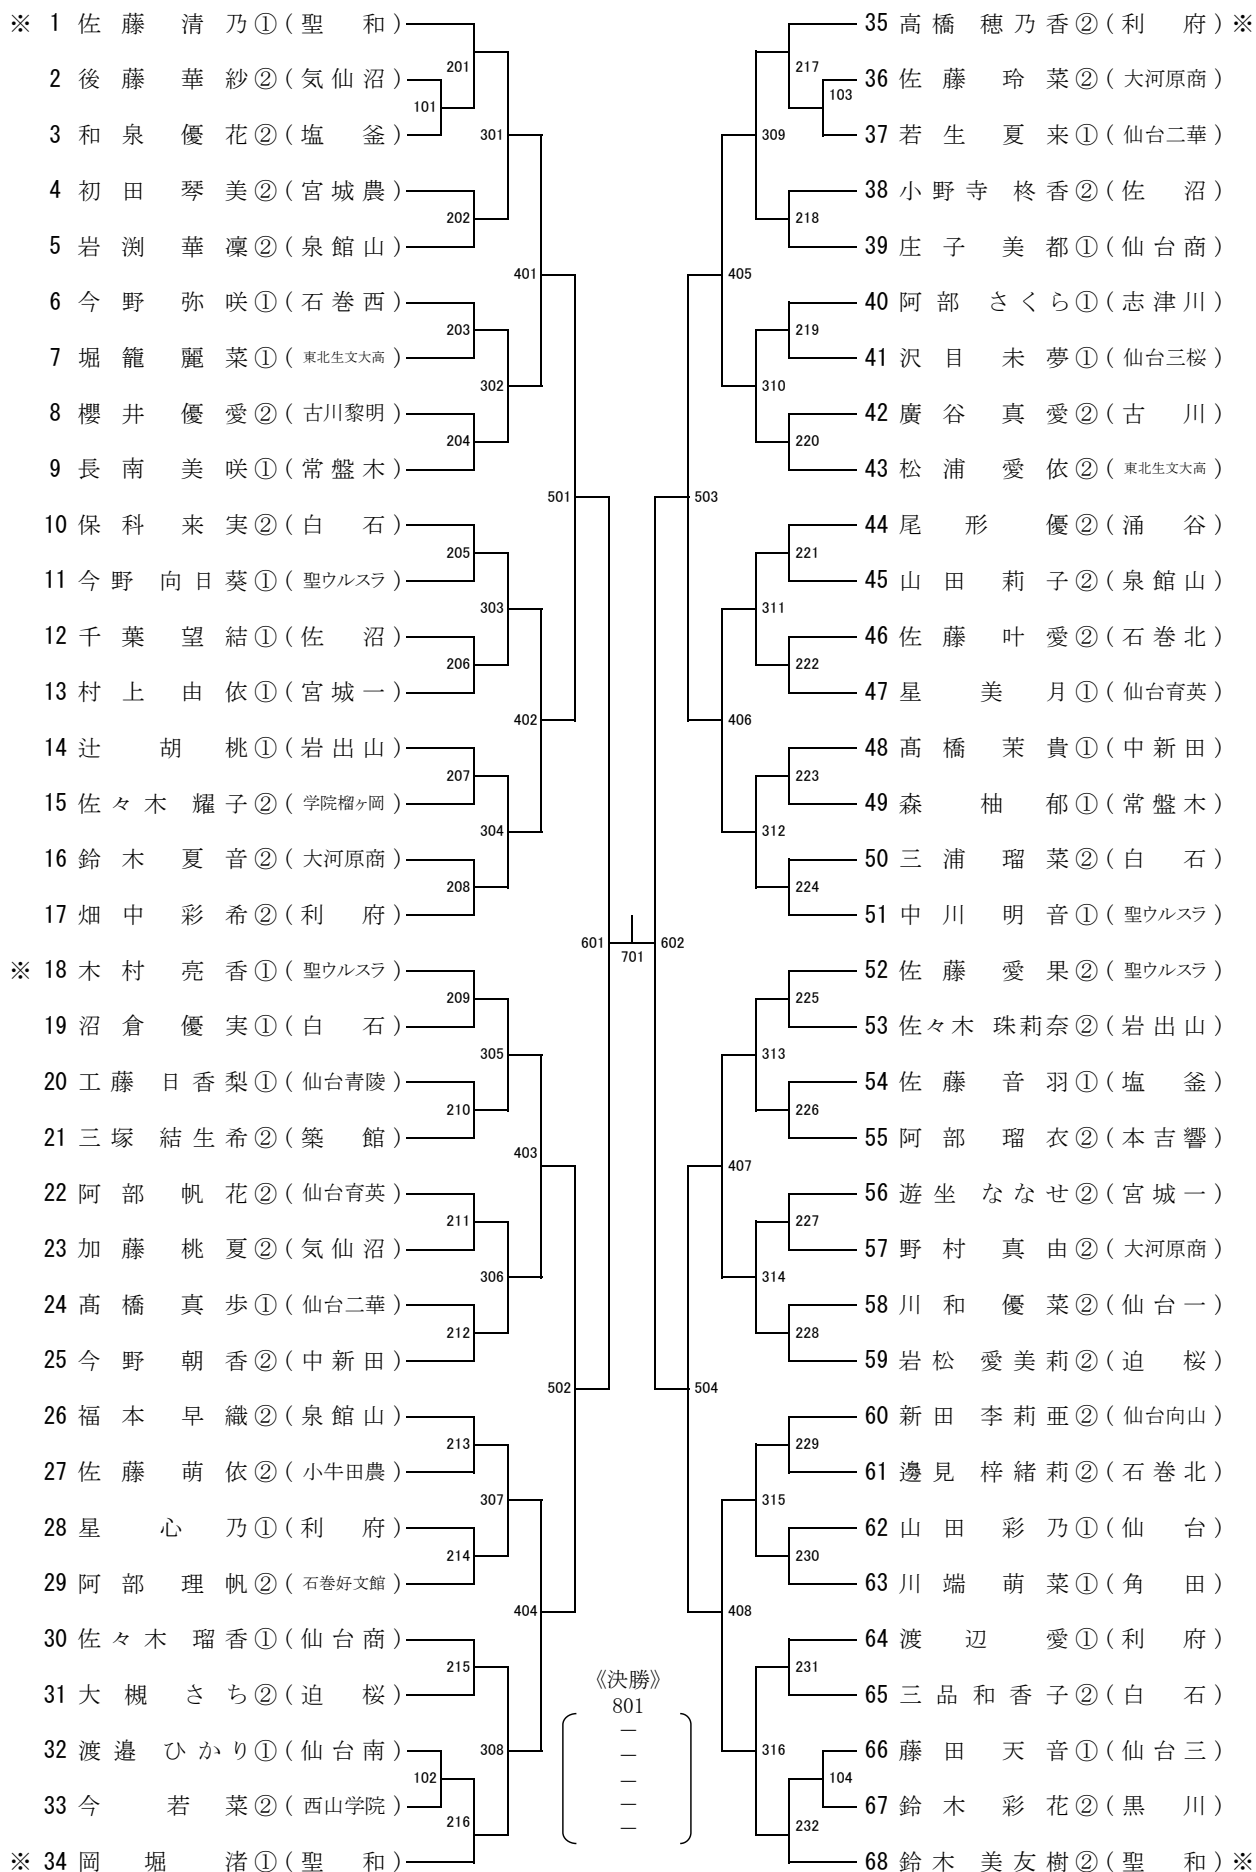 ※ 1 佐藤 清乃①(聖 和)
2 後藤 華紗②(気仙沼)
3 和泉 優花②(塩 釜)
4 初田 琴美②(宮城農)
5 岩渕 華凜②(泉館山)
6 今野 弥咲①(石巻西)
7 堀籠 麗菜①(東北生文大高)
8 櫻井 優愛②(古川黎明)
9 長南 美咲①(常盤木)
10 保科 来実②(白 石)
11 今野 向日葵①(聖ウルスラ)
12 千葉 望結①(佐 沼)
13 村上 由依①(宮城一)
14 辻 胡桃①(岩出山)
15 佐々木 耀子②(学院榴ヶ岡)
16 鈴木 夏音②(大河原商)
17 畑中 彩希②(利 府)
※ 18 木村 亮香①(聖ウルスラ)
19 沼倉 優実①(白 石)
20 工藤 日香梨①(仙台青陵)
21 三塚 結生希②(築 館)
22 阿部 帆花②(仙台育英)
23 加藤 桃夏②(気仙沼)
24 髙橋 真歩①(仙台二華)
25 今野 朝香②(中新田)
26 福本 早織②(泉館山)
27 佐藤 萌依②(小牛田農)
28 星 心乃①(利 府)
29 阿部 理帆②(石巻好文館)
30 佐々木 瑠香①(仙台商)
31 大槻 さち②(迫 桜)
32 渡邉 ひかり①(仙台南)
33 今 若菜②(西山学院)
※ 34 岡堀 渚①(聖 和)
101
102
201
202
203
204
205
206
207
208
209
210
211
212
213
214
215
216
301
302
303
304
305
306
307
308
401
402
403
404
501
502
601
701
602
《決勝》
801
―
―
―
―
―
503
504
405
406
407
408
309
310
311
312
313
314
315
316
217
218
219
220
221
222
223
224
225
226
227
228
229
230
231
232
103
104
35 高橋 穂乃香②(利 府)※
36 佐藤 玲菜②(大河原商)
37 若生 夏来①(仙台二華)
38 小野寺 柊香②(佐 沼)
39 庄子 美都①(仙台商)
40 阿部 さくら①(志津川)
41 沢目 未夢①(仙台三桜)
42 廣谷 真愛②(古 川)
43 松浦 愛依②(東北生文大高)
44 尾形 優②(涌 谷)
45 山田 莉子②(泉館山)
46 佐藤 叶愛②(石巻北)
47 星 美月①(仙台育英)
48 髙橋 茉貴①(中新田)
49 森 柚郁①(常盤木)
50 三浦 瑠菜②(白 石)
51 中川 明音①(聖ウルスラ)
52 佐藤 愛果②(聖ウルスラ)
53 佐々木 珠莉奈②(岩出山)
54 佐藤 音羽①(塩 釜)
55 阿部 瑠衣②(本吉響)
56 遊坐 ななせ②(宮城一)
57 野村 真由②(大河原商)
58 川和 優菜②(仙台一)
59 岩松 愛美莉②(迫 桜)
60 新田 李莉亜②(仙台向山)
61 邊見 梓緒莉②(石巻北)
62 山田 彩乃①(仙 台)
63 川端 萌菜①(角 田)
64 渡辺 愛①(利 府)
65 三品和香子②(白 石)
66 藤田 天音①(仙台三)
67 鈴木 彩花②(黒 川)
68 鈴木 美友樹②(聖 和)※